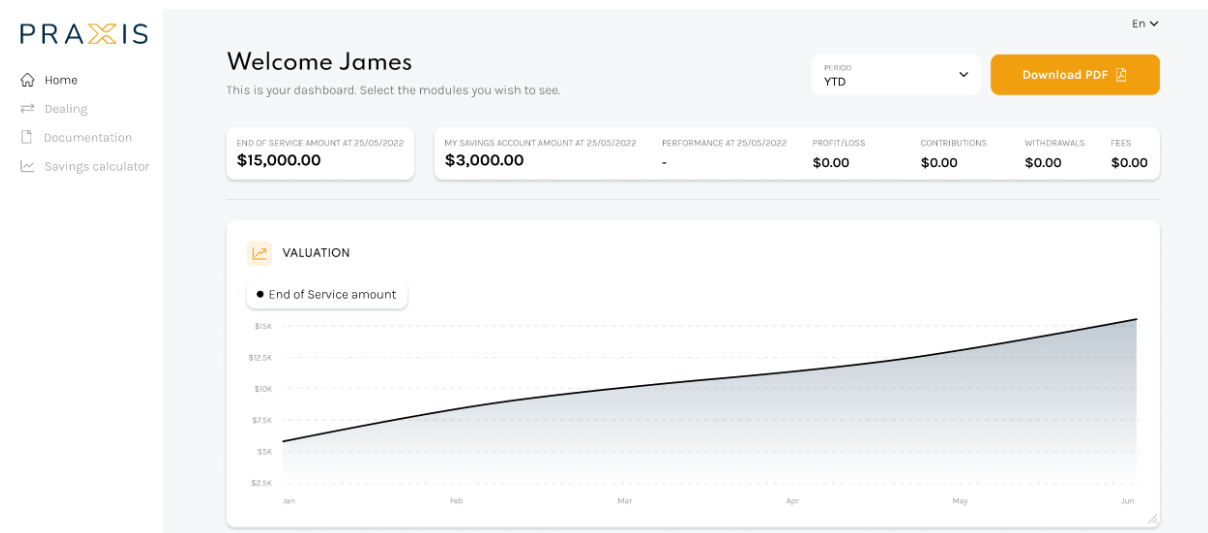 PRAXIS
Home
Dealing
Documentation
Savings calculator
En
Welcome James
This is your dashboard. Select the modules you wish to see.
PERIOD
YTD
Download PDF
END OF SERVICE AMOUNT AT 25/05/2022
$15,000.00
MY SAVINGS ACCOUNT AMOUNT AT 25/05/2022
$3,000.00
PERFORMANCE AT 25/05/2022
-
PROFIT/LOSS
$0.00
CONTRIBUTIONS
$0.00
WITHDRAWALS
$0.00
FEES
$0.00
VALUATION
End of Service amount
$15K
$12.5K
$10K
$7.5K
$5K
$2.5K
Jan Feb Mar Apr May Jun